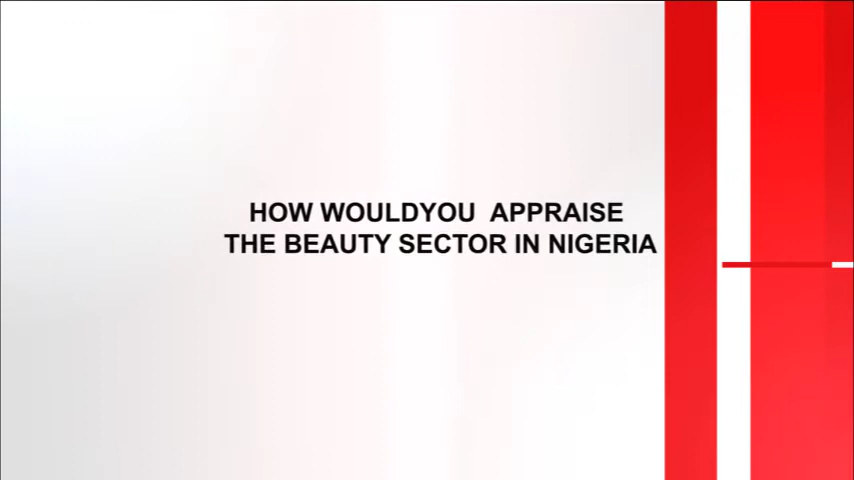 HOW WOULDYOU  APPRAISE
THE BEAUTY SECTOR IN NIGERIA